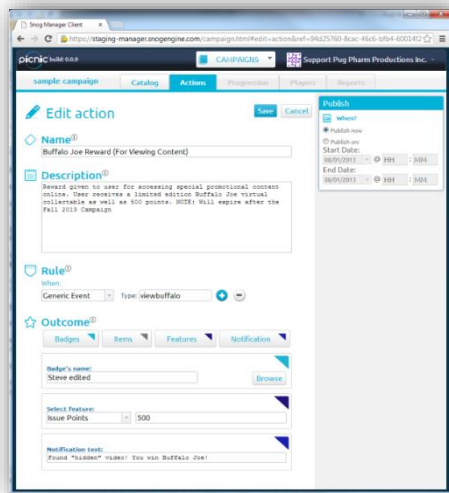 Snog Manager Client
https://staging-manager.snogengine.com/campaign.html#edit=action&ref=94d25760-8cac-46c6-bfb4-60014f2
picnic build: 0.0.9
CAMPAIGNS
Support Pug Pharm Productions Inc.
sample campaign
Catalog
Actions
Progression
Players
Reports
Edit action
Save
Cancel
Name
Buffalo Joe Reward (For Viewing Content)
Description
Reward given to user for accessing special promotional content
online. User receives a limited edition Buffalo Joe virtual
collectable as well as 500 points. NOTE: Will expire after the
Fall 2013 Campaign
Rule
When:
Generic Event
Type:
viewbuffalo
Outcome
Badges
Items
Features
Notification
Badge's name:
Steve edited
Browse
Select feature:
Issue Points
500
Notification text:
Found "hidden" video! You win Buffalo Joe!
Publish
When?
Publish now
Publish on:
Start Date:
08/01/2013 @ HH : MM
End Date:
08/01/2013 @ HH : MM